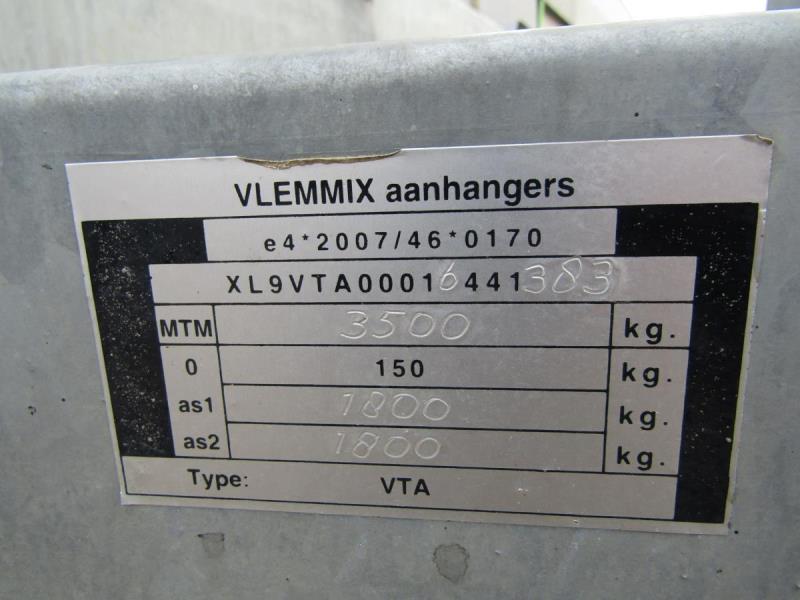 VLEMMIX aanhangers
e4*2007/46*0170
XL9VTA00016441383
MTM 3500 kg.
0 150 kg.
as1 1800 kg.
as2 1800 kg.
Type: VTA